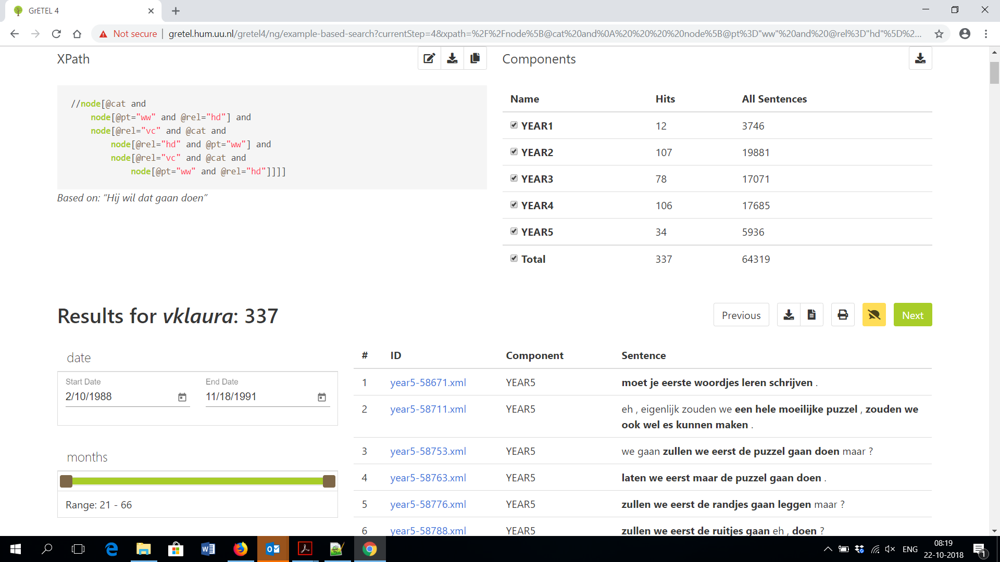 GrETEL 4
Not secure | gretel.hum.uu.nl/gretel4/ng/example-based-search?currentStep=4&xpath=%2F%2Fnode%5B@cat%20and%0A%20%20%20%20node%5B@pt%3D"ww"%20and%20@rel%3D"hd"%5D%2...
XPath
//node[@cat and
node[@pt="ww" and @rel="hd"] and
node[@rel="vc" and @cat and
node[@rel="hd" and @pt="ww"] and
node[@rel="vc" and @cat and
node[@pt="ww" and @rel="hd"]]]]
Based on: “Hij wil dat gaan doen”
Components
Name Hits All Sentences
YEAR1 12 3746
YEAR2 107 19881
YEAR3 78 17071
YEAR4 106 17685
YEAR5 34 5936
Total 337 64319
Results for vklaura: 337
Previous
Next
date
Start Date End Date
2/10/1988 11/18/1991
months
Range: 21 - 66
# ID Component Sentence
1 year5-58671.xml YEAR5 moet je eerste woordjes leren schrijven .
2 year5-58711.xml YEAR5 eh , eigenlijk zouden we een hele moeilijke puzzel , zouden we
ook wel es kunnen maken .
3 year5-58753.xml YEAR5 we gaan zullen we eerst de puzzel gaan doen maar ?
4 year5-58763.xml YEAR5 laten we eerst maar de puzzel gaan doen .
5 year5-58776.xml YEAR5 zullen we eerst de randjes gaan leggen maar ?
6 year5-58788.xml YEAR5 zullen we eerst de ruitjes gaan eh , doen ?
ENG
08:19
22-10-2018
1